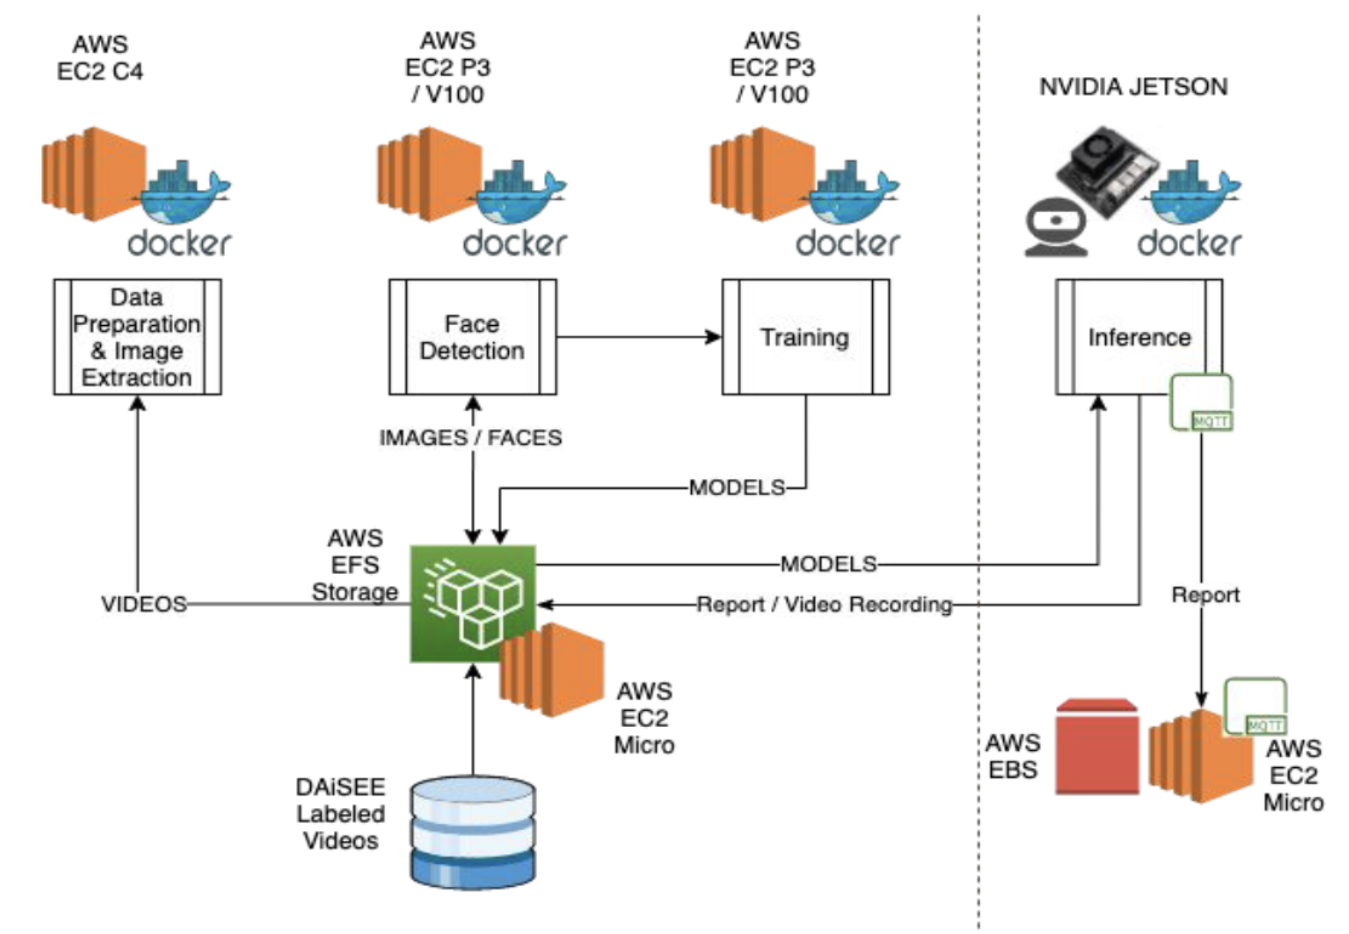 AWS
EC2 C4
AWS
EC2 P3
/ V100
AWS
EC2 P3
/ V100
NVIDIA JETSON
docker
docker
docker
docker
Data
Preparation
& Image
Extraction
Face
Detection
Training
Inference
MQTT
IMAGES / FACES
MODELS
AWS
EFS
Storage
MODELS
VIDEOS
Report / Video Recording
Report
AWS
EC2
Micro
MQTT
AWS
EBS
AWS
EC2
Micro
DAiSEE
Labeled
Videos